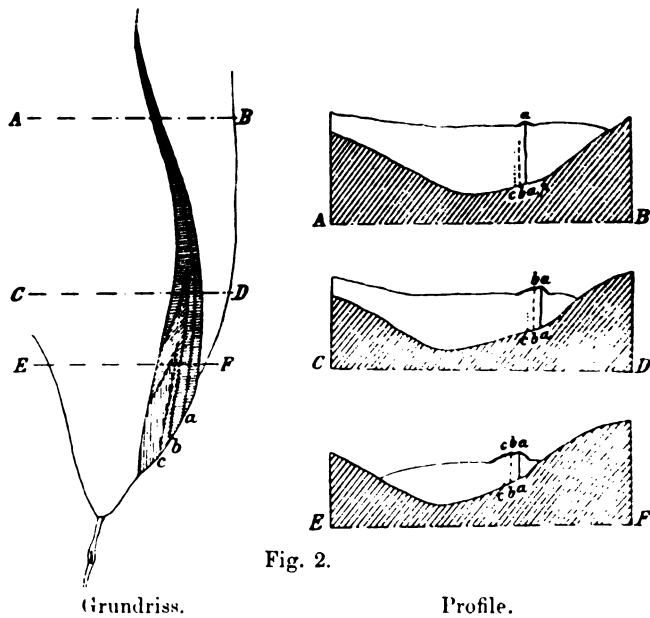 A B
C D
E F
a
b
c
a
c b a
A B
b a
c b a
C D
c b a
c b a
E F
Fig. 2.
Grundriss. Profile.